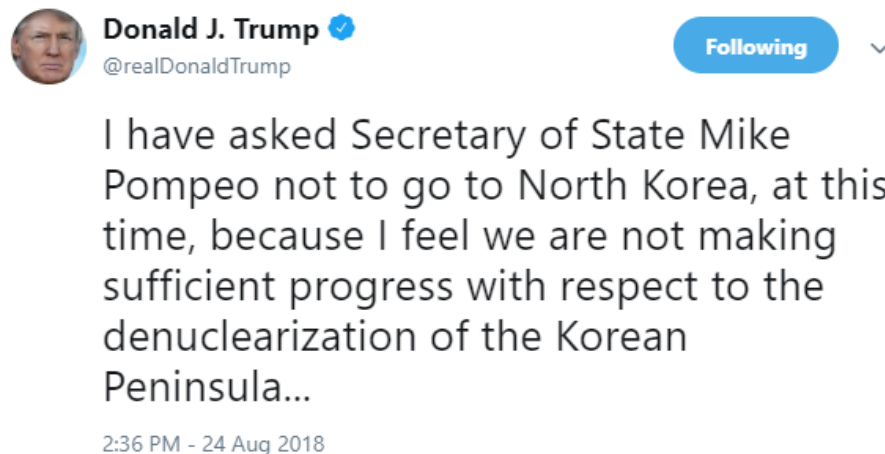 Donald J. Trump
@realDonaldTrump
Following
I have asked Secretary of State Mike
Pompeo not to go to North Korea, at this
time, because I feel we are not making
sufficient progress with respect to the
denuclearization of the Korean
Peninsula...
2:36 PM - 24 Aug 2018